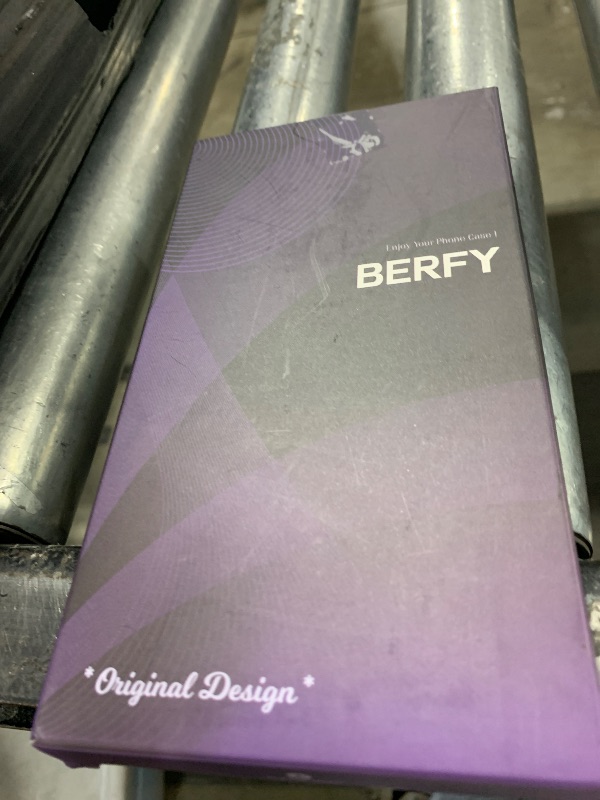 Enjoy Your Phone Case !
BERFY
*Original Design*